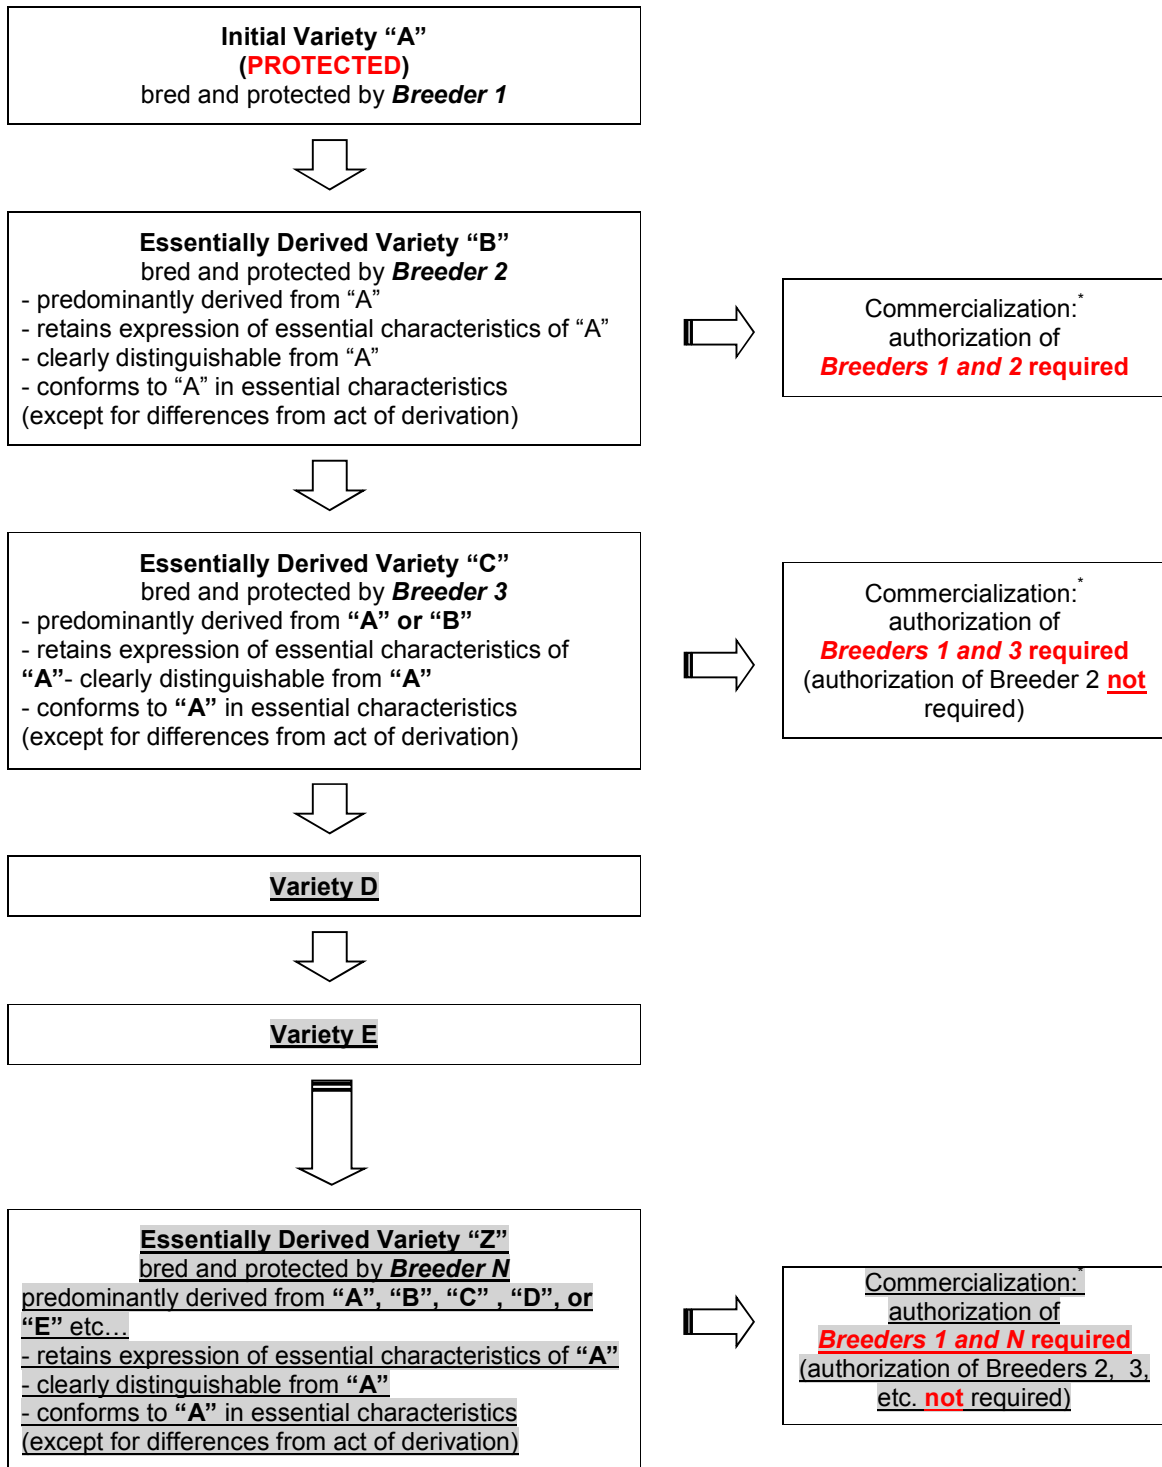 Initial Variety “A”
(PROTECTED)
bred and protected by Breeder 1
Essentially Derived Variety “B”
bred and protected by Breeder 2
- predominantly derived from “A”
- retains expression of essential characteristics of “A”
- clearly distinguishable from “A”
- conforms to “A” in essential characteristics
(except for differences from act of derivation)
Commercialization:*
authorization of
Breeders 1 and 2 required
Essentially Derived Variety “C”
bred and protected by Breeder 3
- predominantly derived from “A” or “B”
- retains expression of essential characteristics of
“A”- clearly distinguishable from “A”
- conforms to “A” in essential characteristics
(except for differences from act of derivation)
Commercialization:*
authorization of
Breeders 1 and 3 required
(authorization of Breeder 2 not
required)
Variety D
Variety E
Essentially Derived Variety “Z”
bred and protected by Breeder N
predominantly derived from “A”, “B”, “C” , “D”, or
“E” etc…
- retains expression of essential characteristics of “A”
- clearly distinguishable from “A”
- conforms to “A” in essential characteristics
(except for differences from act of derivation)
Commercialization:*
authorization of
Breeders 1 and N required
(authorization of Breeders 2, 3,
etc. not required)